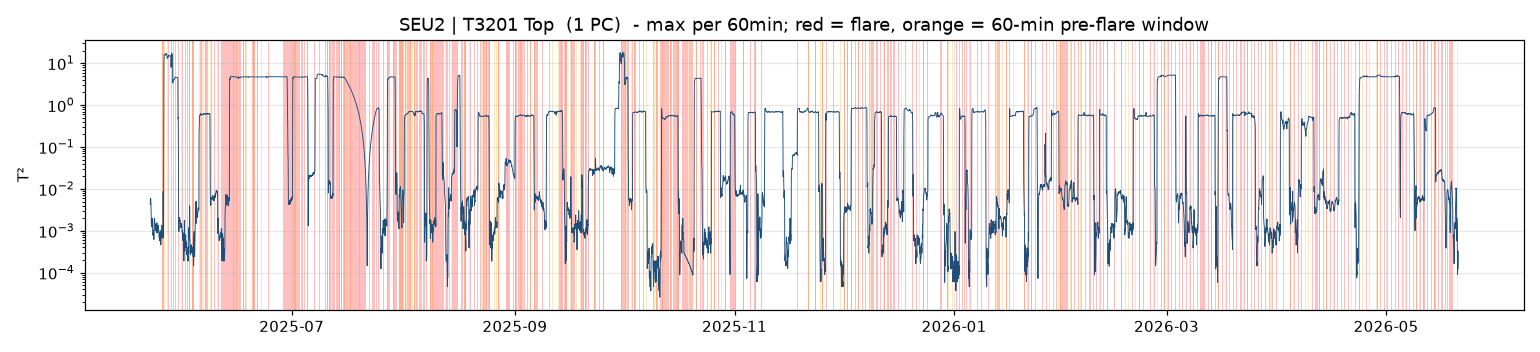 SEU2 | T3201 Top  (1 PC)  - max per 60min; red = flare, orange = 60-min pre-flare window
T²
10¹
10⁰
10⁻¹
10⁻²
10⁻³
10⁻⁴
2025-07 2025-09 2025-11 2026-01 2026-03 2026-05